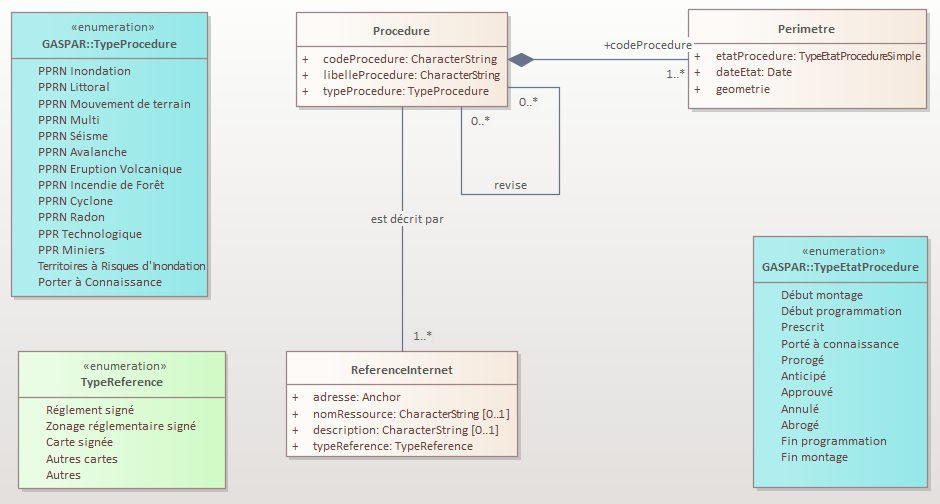 «enumeration»
GASPAR::TypeProcedure
PPRN Inondation
PPRN Littoral
PPRN Mouvement de terrain
PPRN Multi
PPRN Séisme
PPRN Avalanche
PPRN Eruption Volcanique
PPRN Incendie de Forêt
PPRN Cyclone
PPRN Radon
PPR Technologique
PPR Miniers
Territoires à Risques d'Inondation
Porter à Connaissance
Procedure
+ codeProcedure: CharacterString
+ libelleProcedure: CharacterString
+ typeProcedure: TypeProcedure
+codeProcedure
1..*
Perimetre
+ etatProcedure: TypeEtatProcedureSimple
+ dateEtat: Date
+ geometrie
0..*
0..*
revise
est décrit par
1..*
«enumeration»
GASPAR::TypeEtatProcedure
Début montage
Début programmation
Prescrit
Porté à connaissance
Prorogé
Anticipé
Approuvé
Annulé
Abrogé
Fin programmation
Fin montage
«enumeration»
TypeReference
Réglement signé
Zonage réglementaire signé
Carte signée
Autres cartes
Autres
ReferenceInternet
+ adresse: Anchor
+ nomRessource: CharacterString [0..1]
+ description: CharacterString [0..1]
+ typeReference: TypeReference